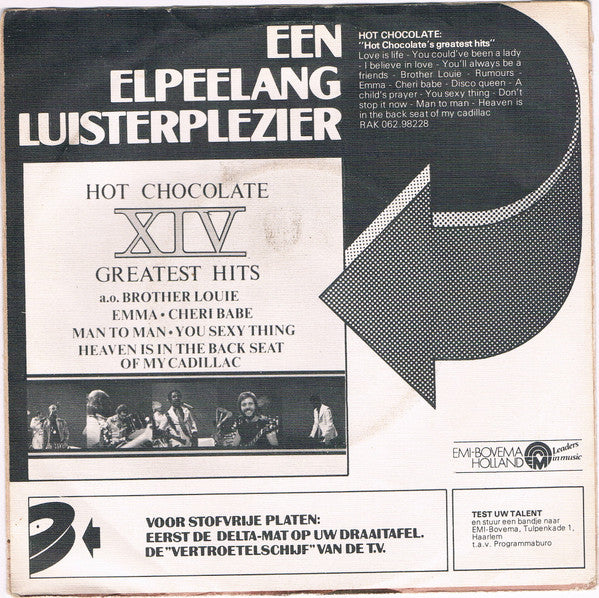 EEN
ELPEELANG
LUISTERPLEZIER
HOT CHOCOLATE:
"Hot Chocolate's greatest hits"
Love is life - You could've been a lady
- I believe in love - You'll always be a
friends - Brother Louie - Rumours -
Emma - Cheri babe - Disco queen - A
child's prayer - You sexy thing - Don't
stop it now - Man to man - Heaven is
in the back seat of my cadillac
RAK 062.98228
HOT CHOCOLATE
XIV
GREATEST HITS
a.o. BROTHER LOUIE
EMMA • CHERI BABE
MAN TO MAN • YOU SEXY THING
HEAVEN IS IN THE BACK SEAT
OF MY CADILLAC
EMI-BOVEMA
HOLLAND
Leaders
in music
VOOR STOFVRIJE PLATEN:
EERST DE DELTA-MAT OP UW DRAAITAFEL.
DE "VERTROETELSCHIJF" VAN DE T.V.
TEST UW TALENT
en stuur een bandje naar
EMI-Bovema, Tulpenkade 1,
Haarlem
t.a.v. Programmaburo